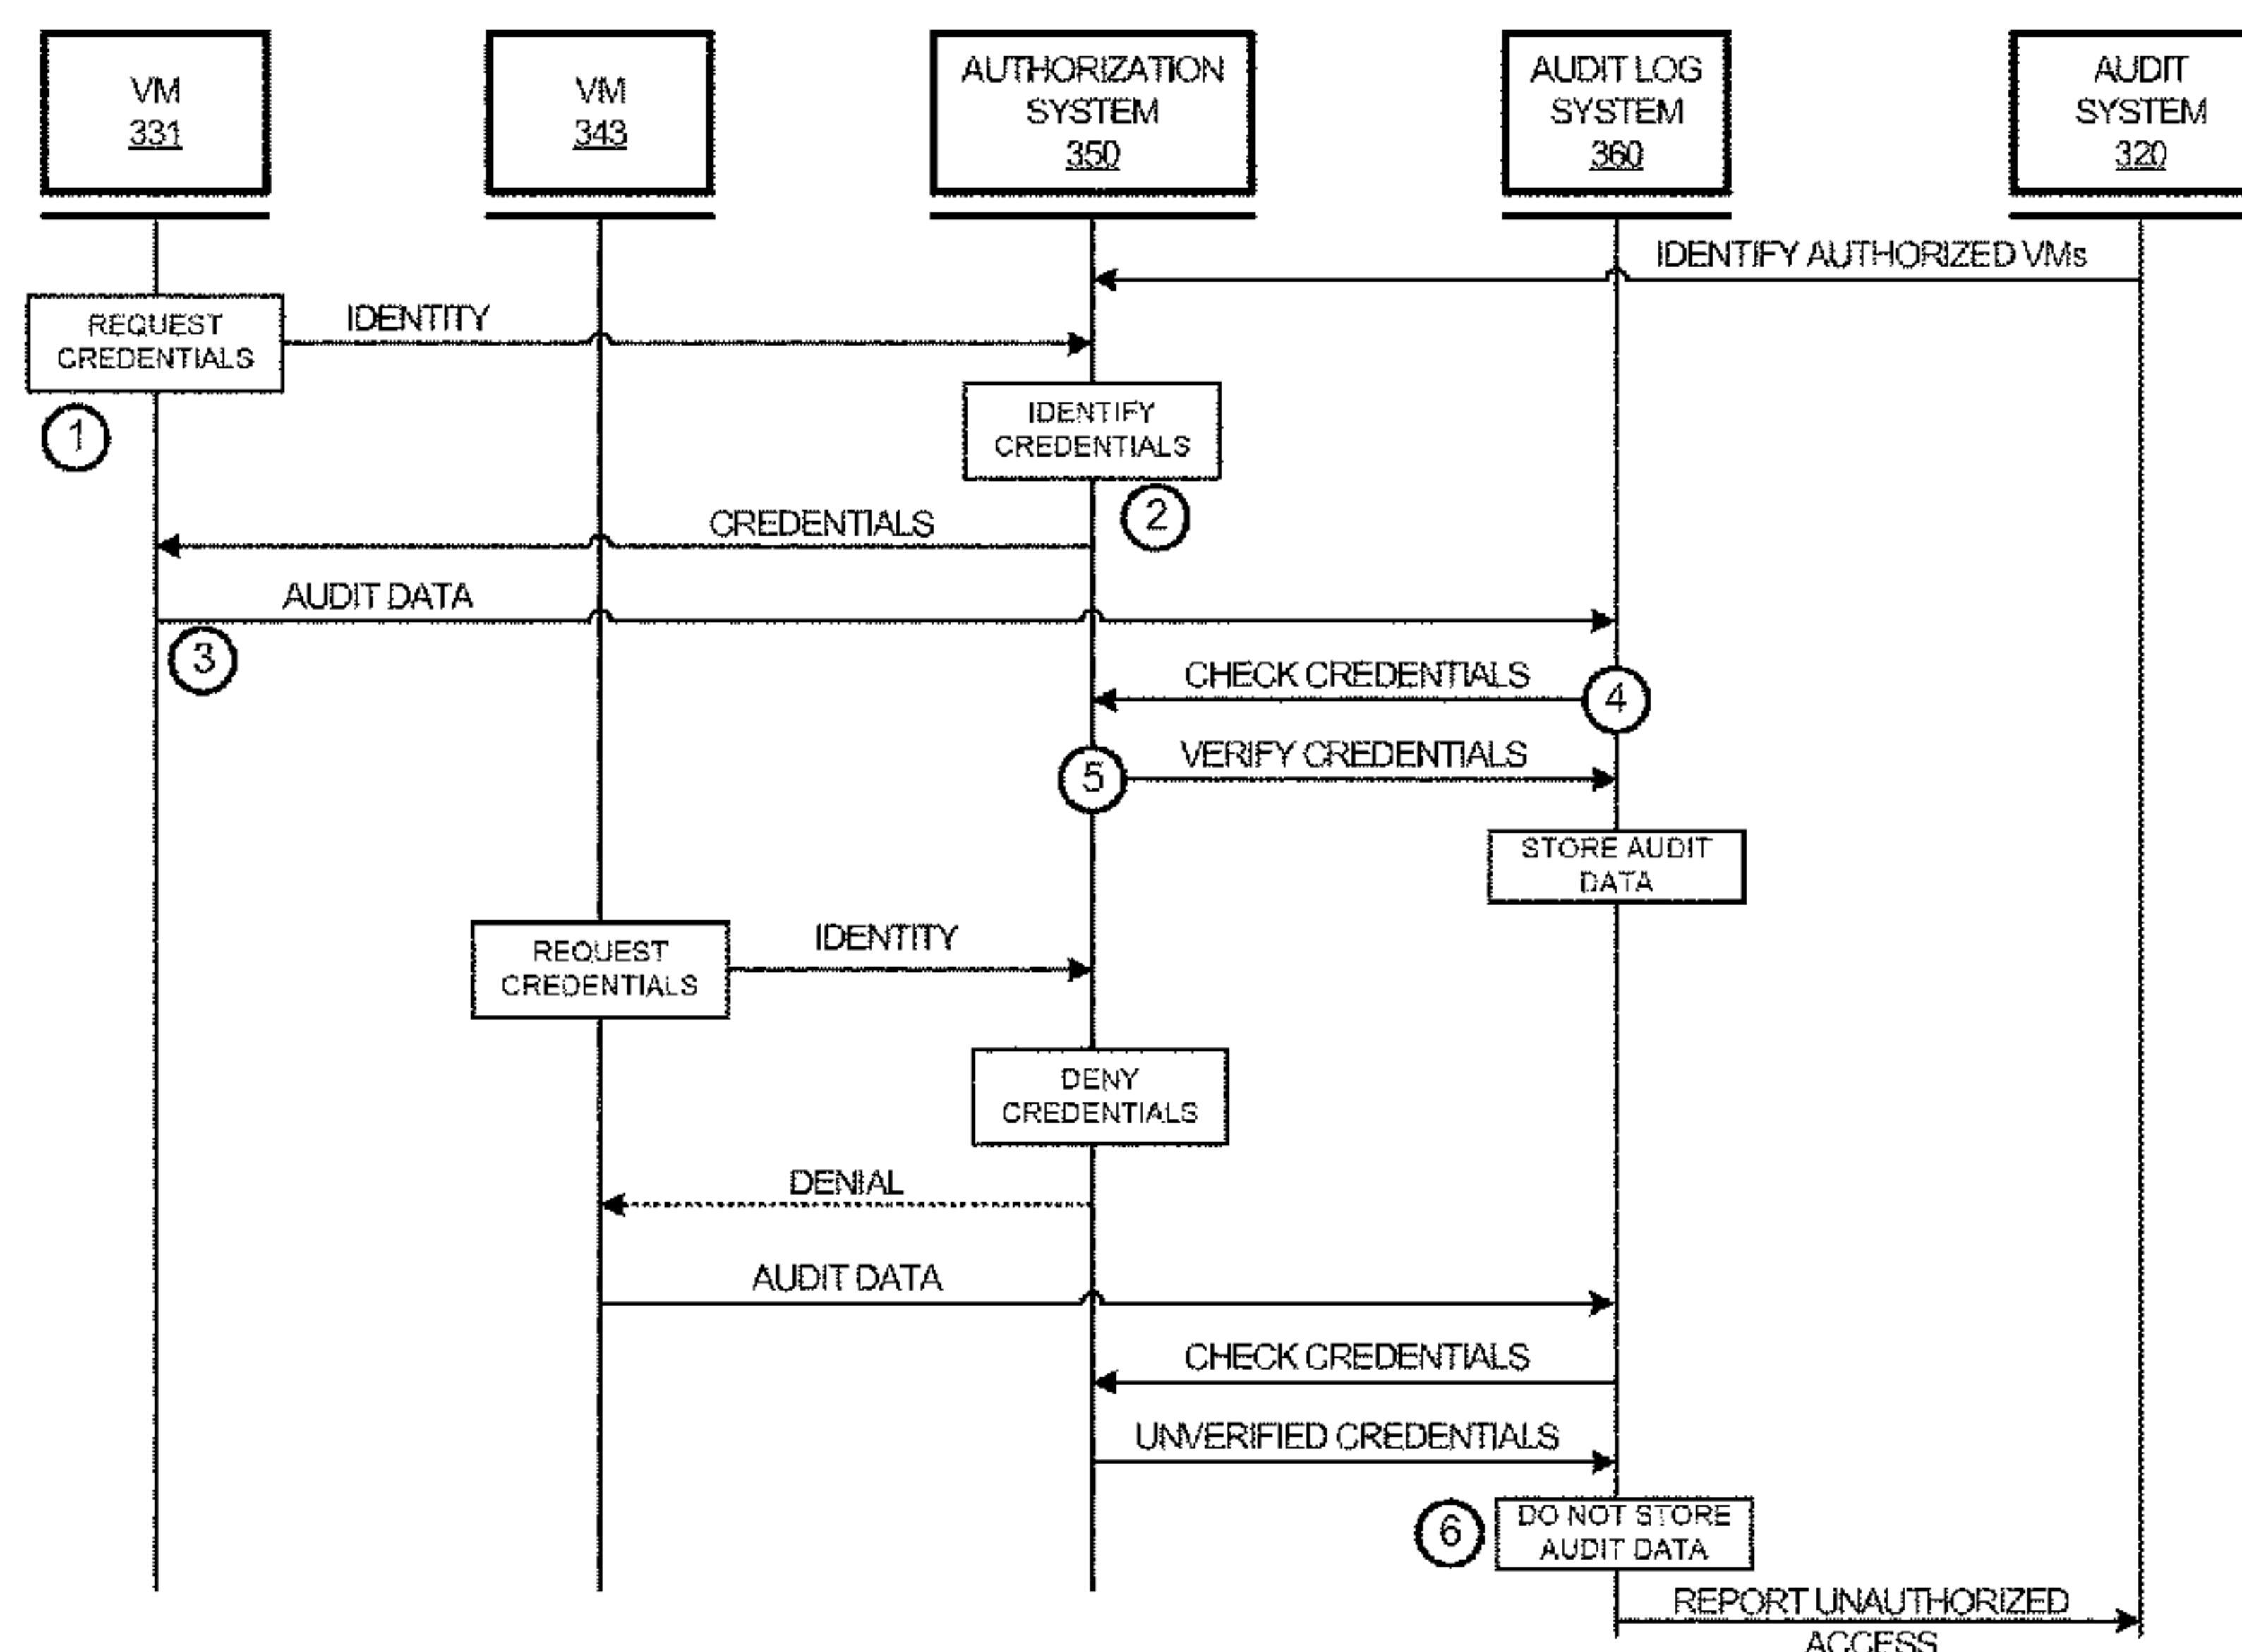 VM
331
VM
343
AUTHORIZATION
SYSTEM
350
AUDIT LOG
SYSTEM
360
AUDIT
SYSTEM
320
IDENTIFY AUTHORIZED VMs
REQUEST
CREDENTIALS
IDENTITY
1
IDENTIFY
CREDENTIALS
2
CREDENTIALS
AUDIT DATA
3
CHECK CREDENTIALS
4
5
VERIFY CREDENTIALS
STORE AUDIT
DATA
REQUEST
CREDENTIALS
IDENTITY
DENY
CREDENTIALS
DENIAL
AUDIT DATA
CHECK CREDENTIALS
UNVERIFIED CREDENTIALS
6
DO NOT STORE
AUDIT DATA
REPORT UNAUTHORIZED
ACCESS